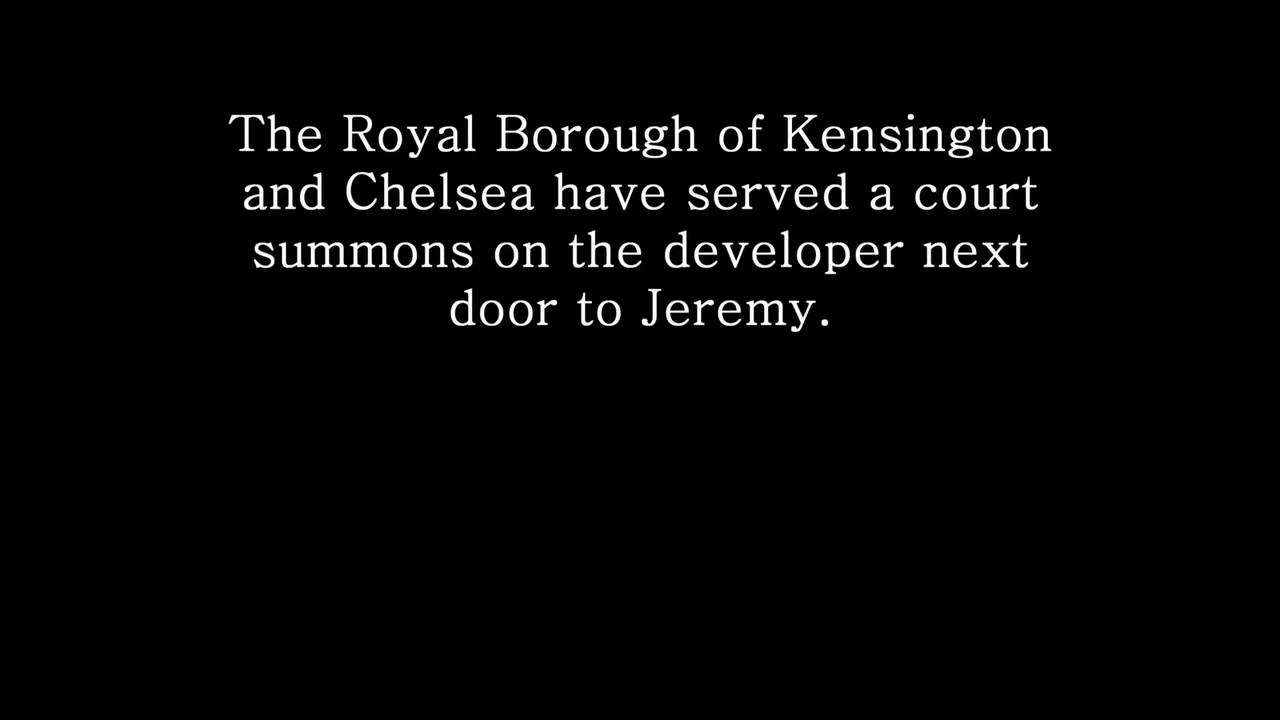 The Royal Borough of Kensington
and Chelsea have served a court
summons on the developer next
door to Jeremy.